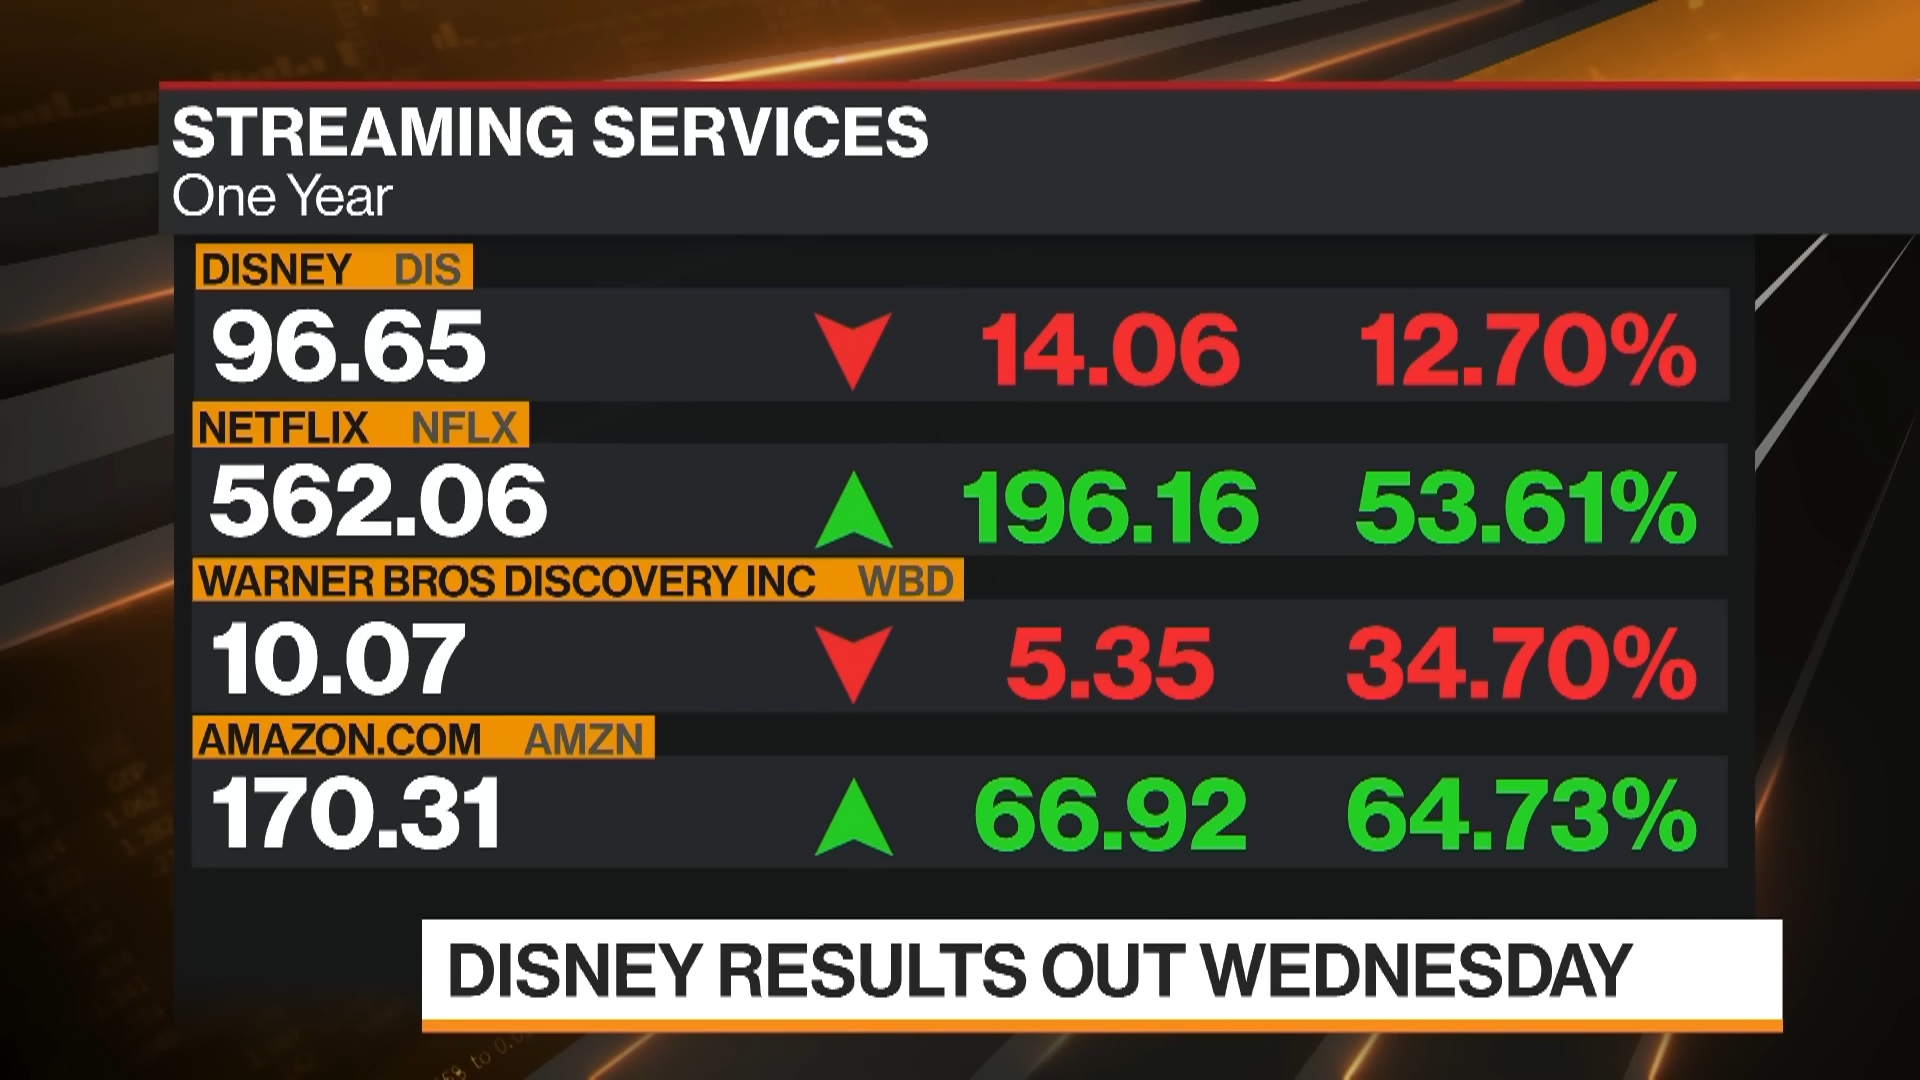 STREAMING SERVICES
One Year
DISNEY DIS
96.65 14.06 12.70%
NETFLIX NFLX
562.06 196.16 53.61%
WARNER BROS DISCOVERY INC WBD
10.07 5.35 34.70%
AMAZON.COM AMZN
170.31 66.92 64.73%
DISNEY RESULTS OUT WEDNESDAY